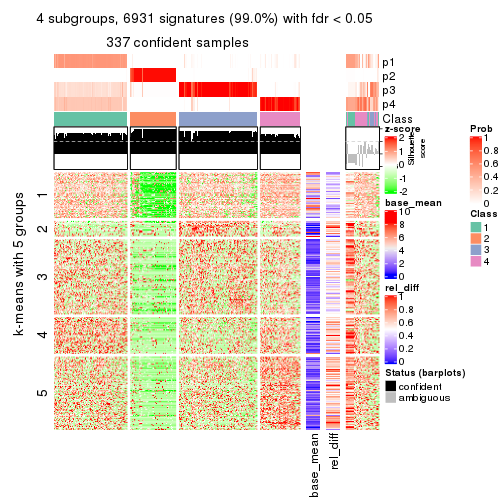 4 subgroups, 6931 signatures (99.0%) with fdr < 0.05
337 confident samples
p1
p2
p3
p4
Class
Silhouette
score
k-means with 5 groups
1
2
3
4
5
base_mean
rel_diff
z-score
2
1
0
-1
-2
base_mean
10
8
6
4
2
0
rel_diff
1
0.8
0.6
0.4
0.2
0
Status (barplots)
confident
ambiguous
Prob
1
0.8
0.6
0.4
0.2
0
Class
1
2
3
4